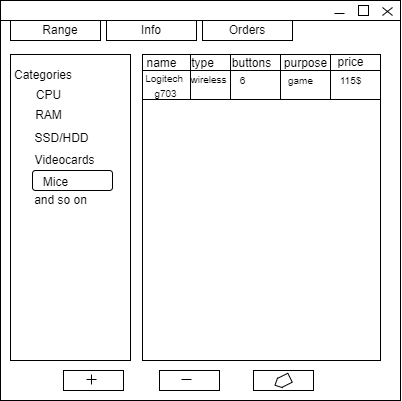 Range Info Orders
Categories
CPU
RAM
SSD/HDD
Videocards
Mice
and so on
name type buttons purpose price
Logitech g703 wireless 6 game 115$
+ −